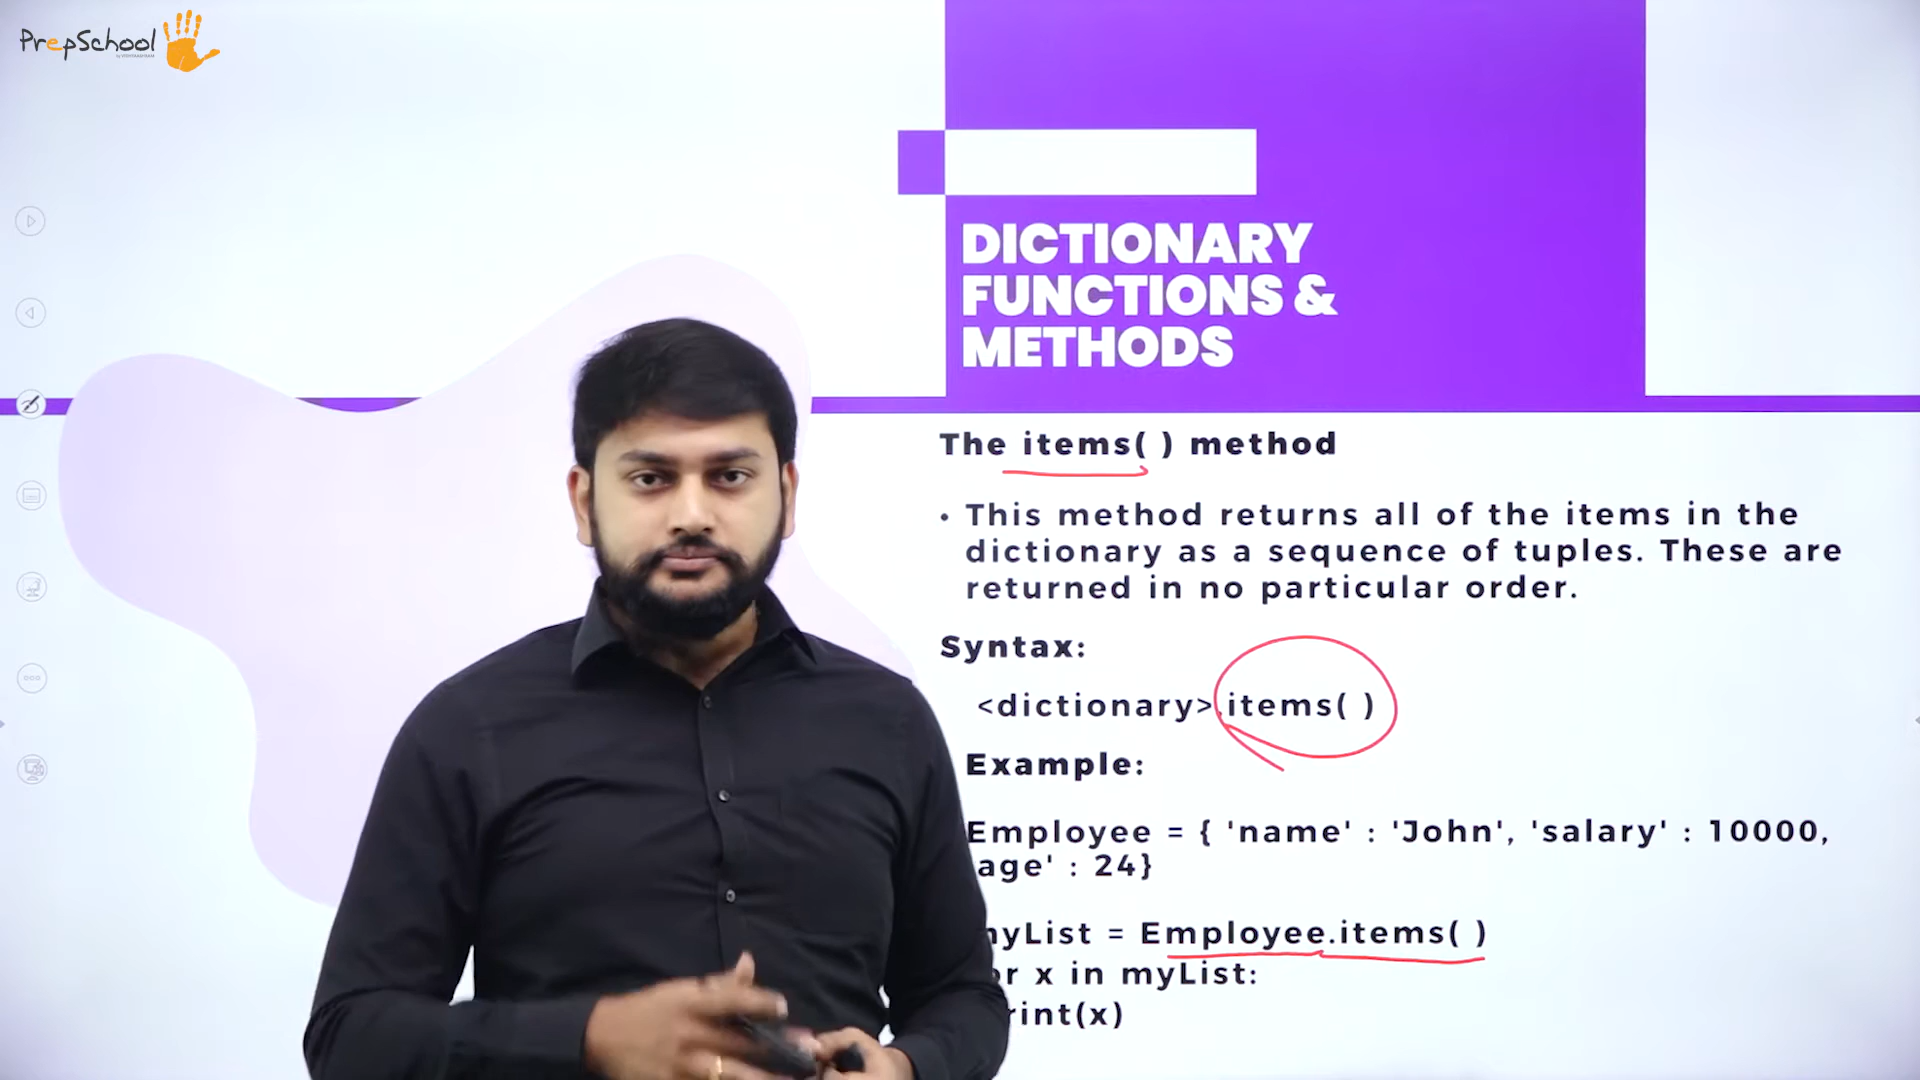 PrepSchool
DICTIONARY
FUNCTIONS &
METHODS
The items( ) method
• This method returns all of the items in the
dictionary as a sequence of tuples. These are
returned in no particular order.
Syntax:
<dictionary>.items( )
Example:
Employee = { 'name' : 'John', 'salary' : 10000,
age' : 24}
yList = Employee.items( )
r x in myList:
rint(x)